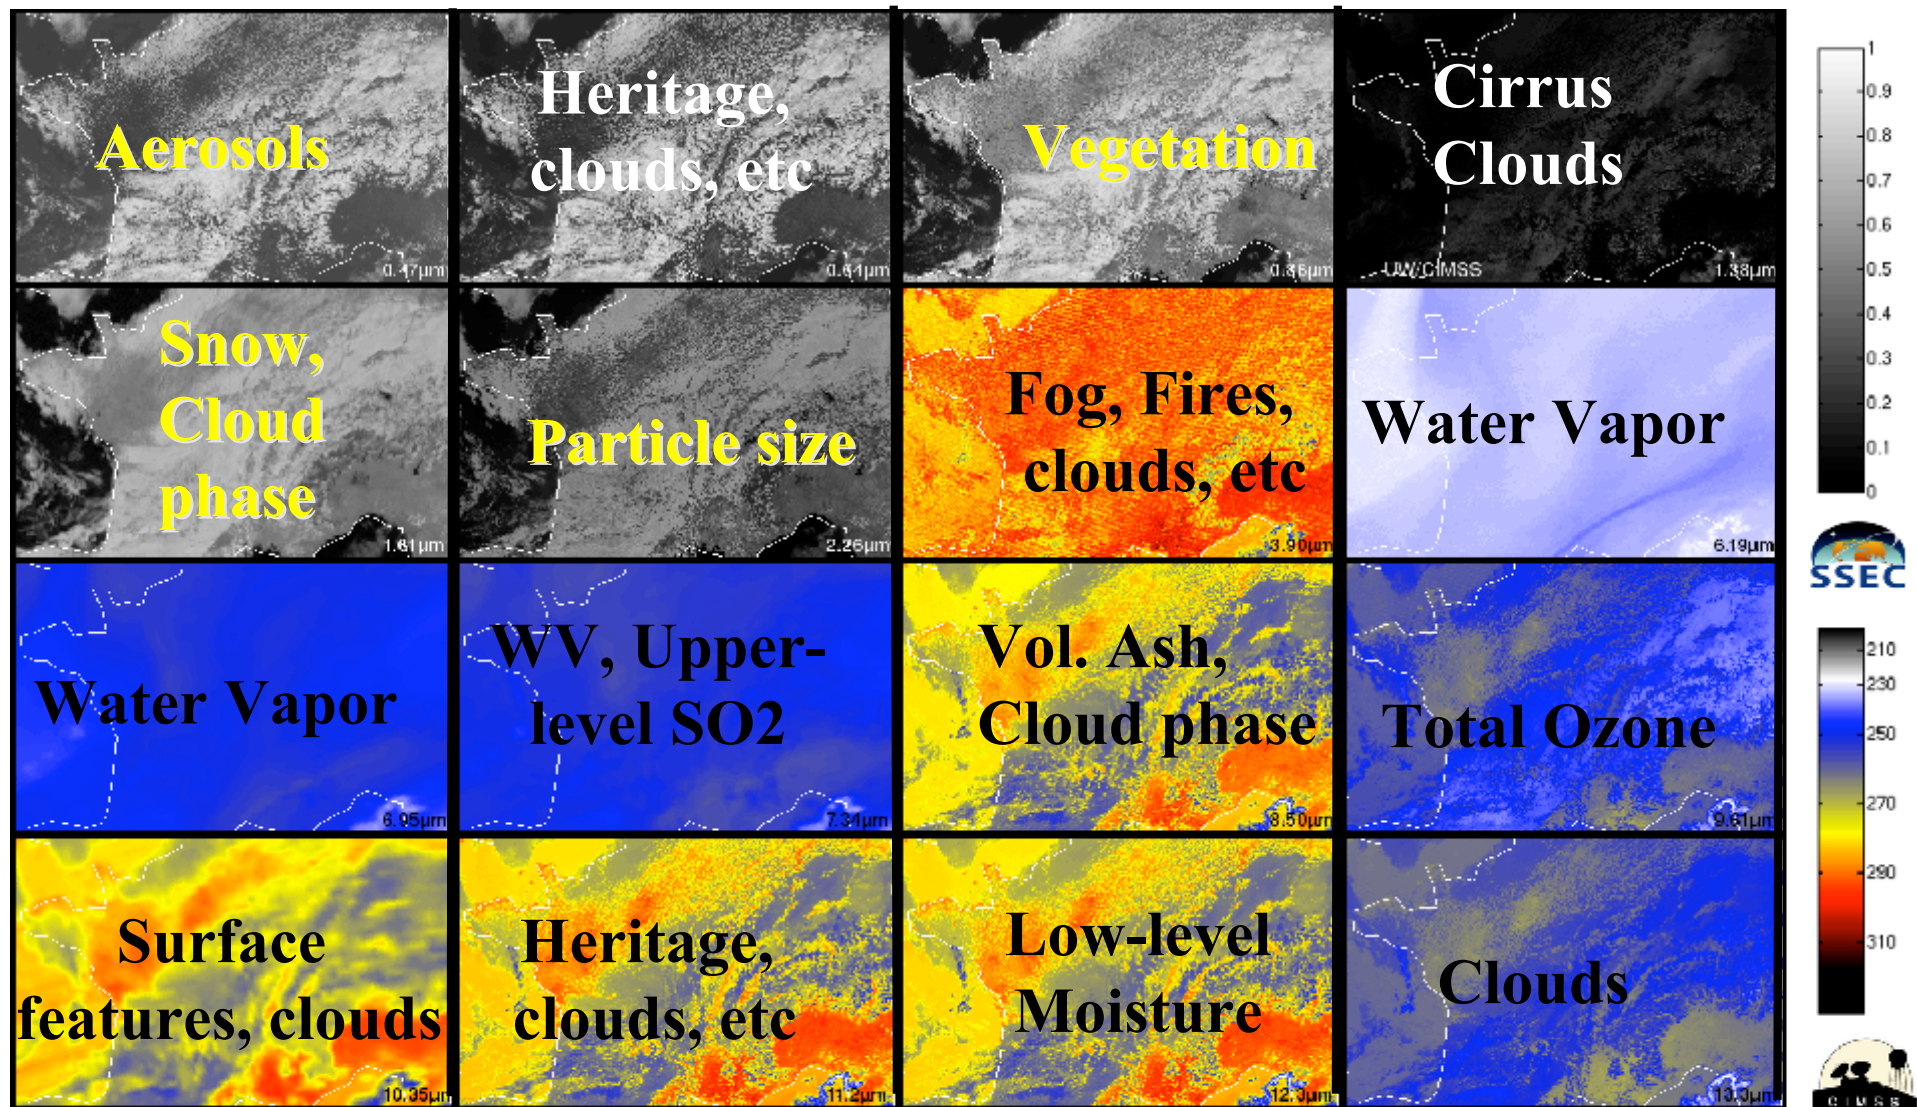 Aerosols
0.47µm
Heritage,
clouds, etc
0.64µm
Vegetation
0.86µm
Cirrus
Clouds
UW/CIMSS
1.38µm
Snow,
Cloud
phase
1.61µm
Particle size
2.26µm
Fog, Fires,
clouds, etc
3.90µm
Water Vapor
6.19µm
Water Vapor
6.95µm
WV, Upper-
level SO2
7.34µm
Vol. Ash,
Cloud phase
8.50µm
Total Ozone
9.61µm
Surface
features, clouds
10.35µm
Heritage,
clouds, etc
11.2µm
Low-level
Moisture
12.3µm
Clouds
13.3µm
1
0.9
0.8
0.7
0.6
0.5
0.4
0.3
0.2
0.1
0
SSEC
210
230
250
270
290
310
CIMSS